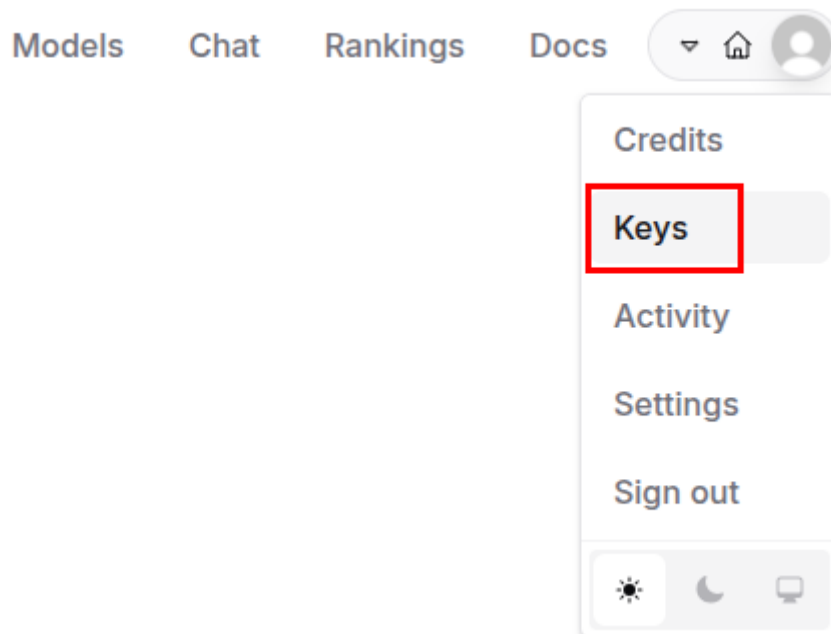 Models Chat Rankings Docs
Credits
Keys
Activity
Settings
Sign out